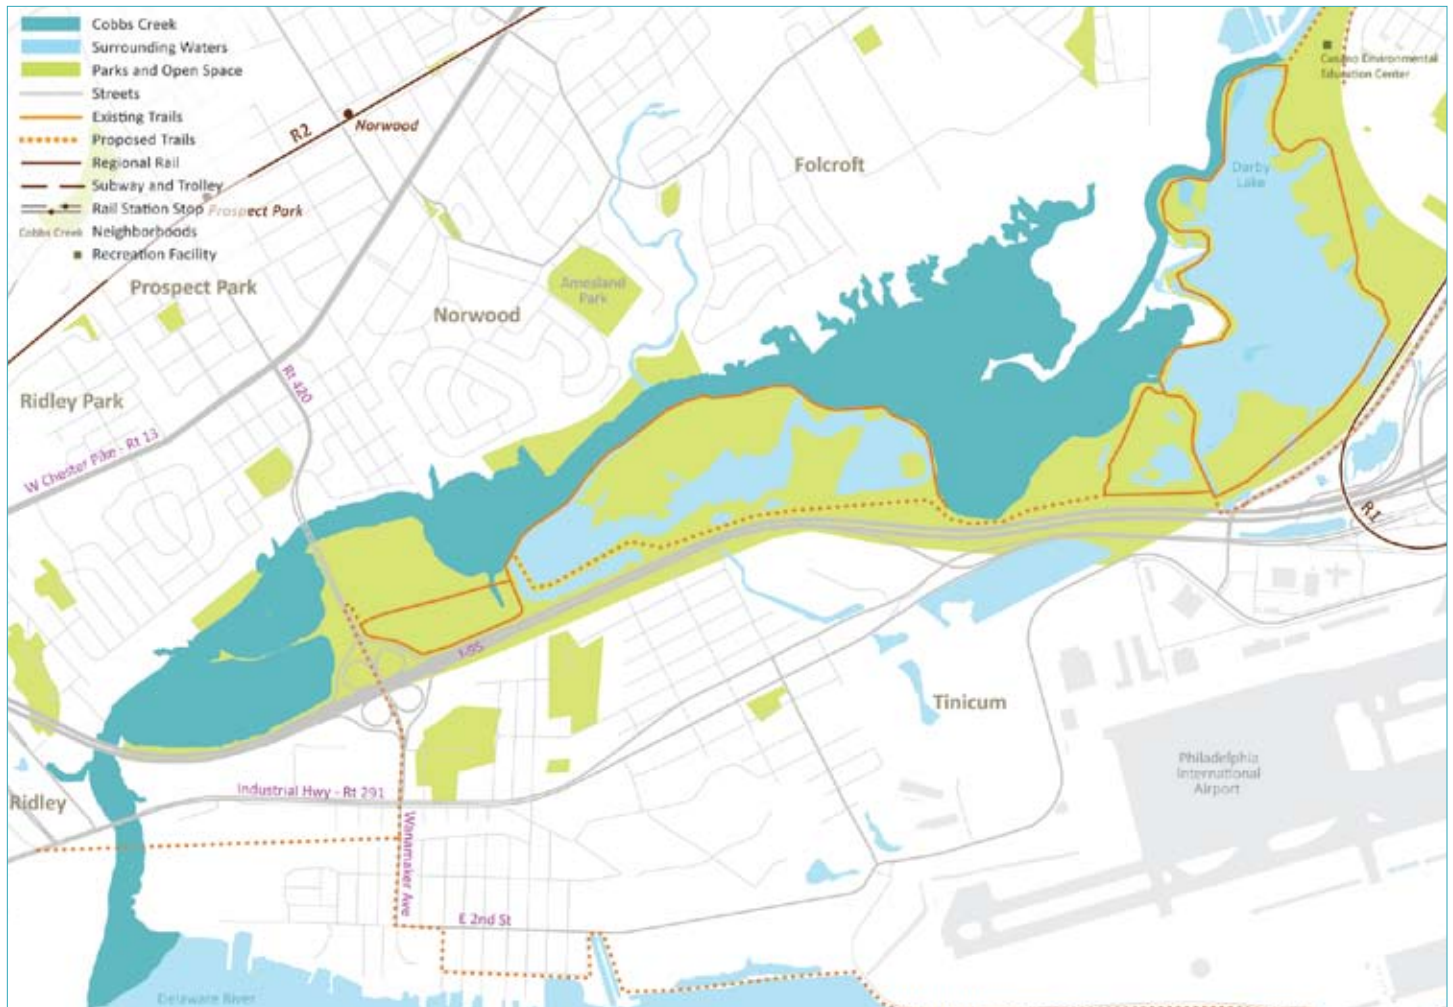 Cobbs Creek
Surrounding Waters
Parks and Open Space
Streets
Existing Trails
Proposed Trails
Regional Rail
Subway and Trolley
Rail Station Stop
Cobbs Creek Neighborhoods
Recreation Facility
R2
Norwood
Prospect Park
Prospect Park
Norwood
Amesland
Park
Folcroft
Darby
Lake
Environmental
Education Center
Ridley Park
Rt 420
W Chester Pike - Rt 13
R1
I-95
Tinicum
Philadelphia
International
Airport
Ridley
Industrial Hwy - Rt 291
Wanamaker Ave
E 2nd St
Delaware River